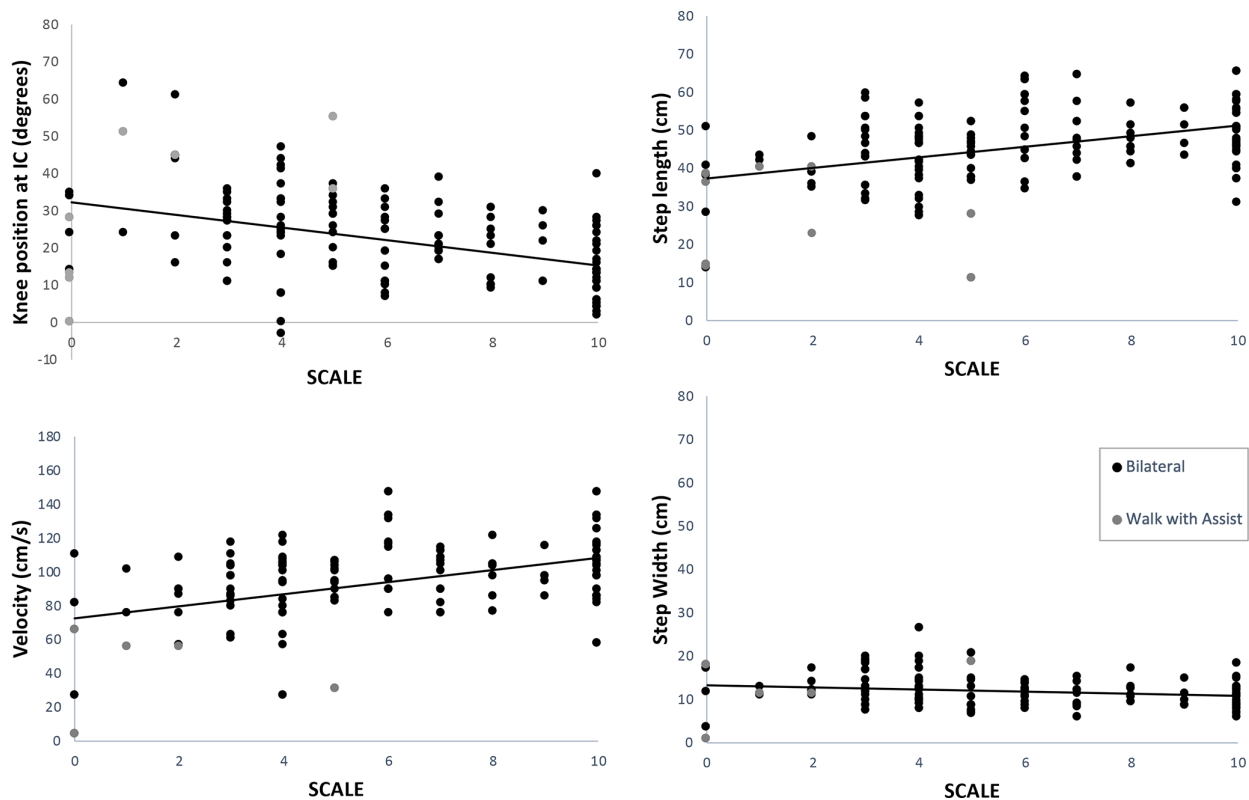 Knee position at IC (degrees)
80
70
60
50
40
30
20
10
0
-10
0 2 4 6 8 10
SCALE
Step length (cm)
80
70
60
50
40
30
20
10
0
0 2 4 6 8 10
SCALE
Velocity (cm/s)
180
160
140
120
100
80
60
40
20
0
0 2 4 6 8 10
SCALE
Step Width (cm)
80
70
60
50
40
30
20
10
0
0 2 4 6 8 10
SCALE
Bilateral
Walk with Assist